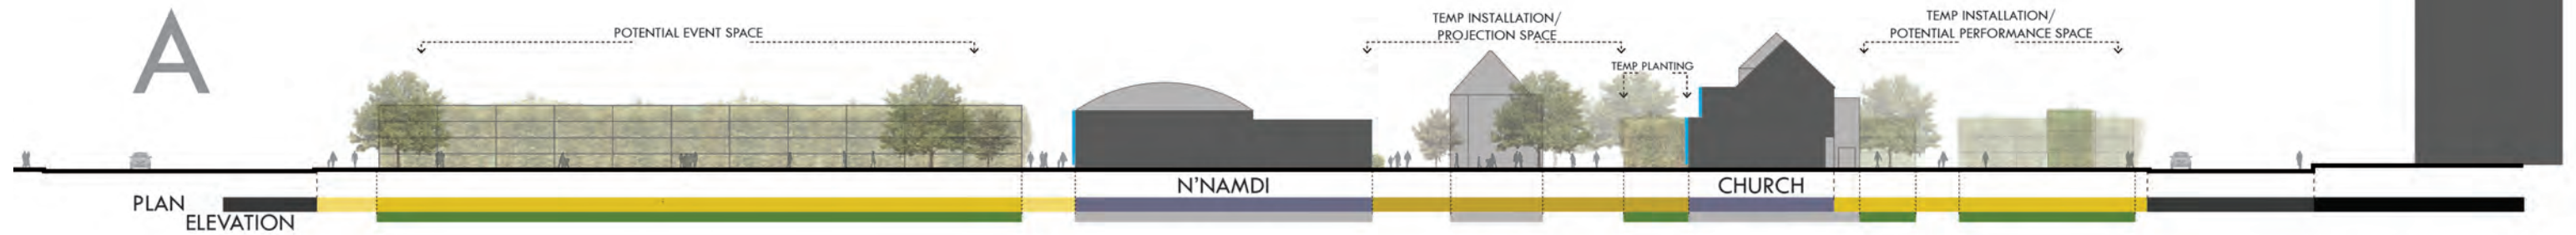 A
POTENTIAL EVENT SPACE
TEMP INSTALLATION/
PROJECTION SPACE
TEMP PLANTING
TEMP INSTALLATION/
POTENTIAL PERFORMANCE SPACE
N'NAMDI
CHURCH
PLAN
ELEVATION